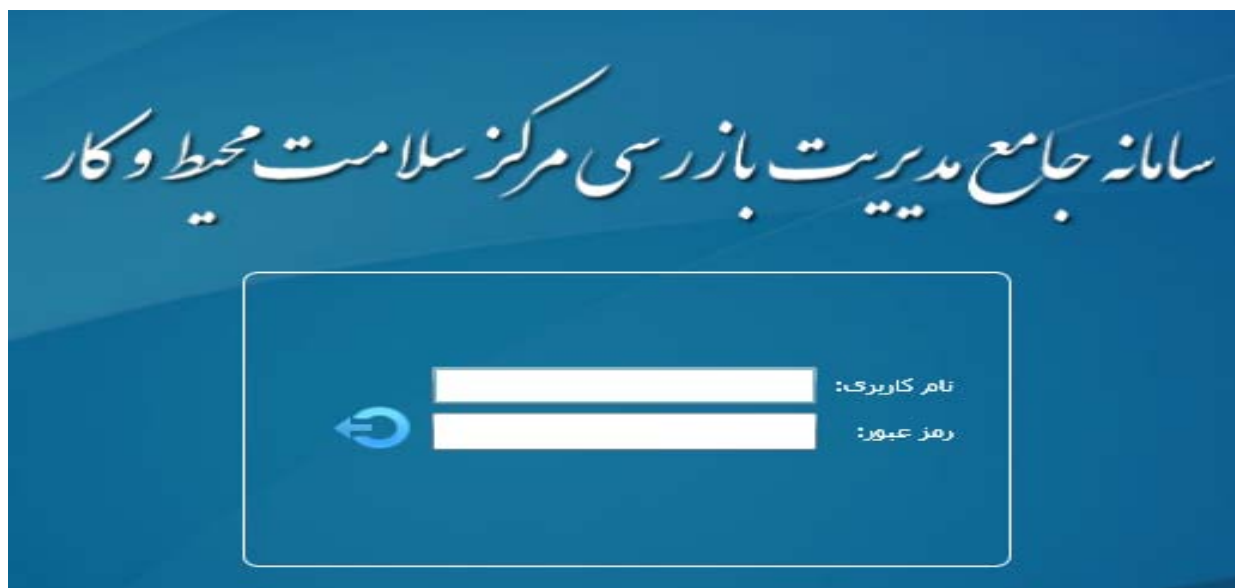 سامانه جامع مدیریت بازرسی مرکز سلامت محیط و کار
نام کاربری:
رمز عبور: